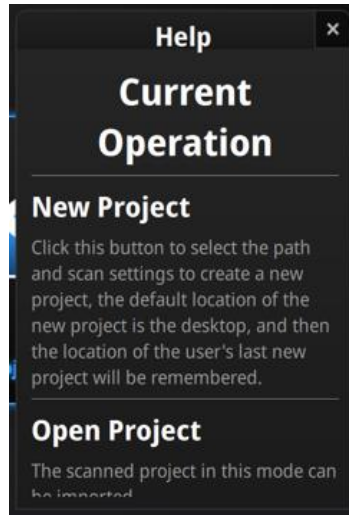 Help
×
Current
Operation
New Project
Click this button to select the path
and scan settings to create a new
project, the default location of the
new project is the desktop, and then
the location of the user's last new
project will be remembered.
Open Project
The scanned project in this mode can
be imported